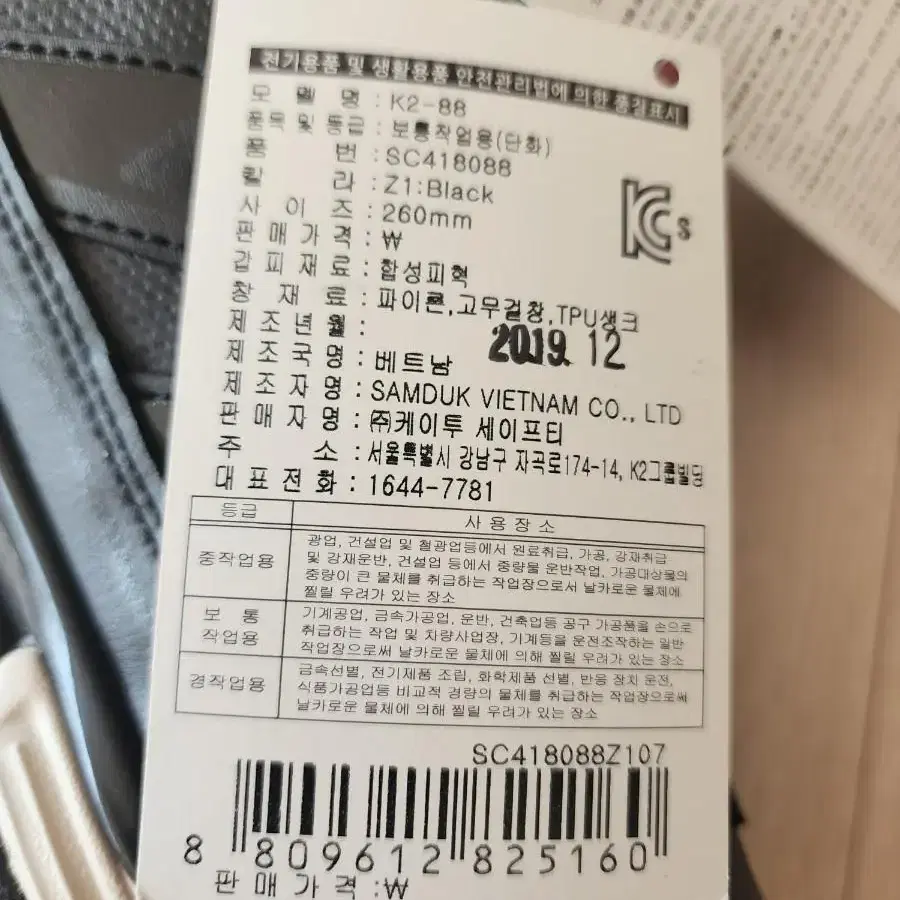 전기용품 및 생활용품 안전관리법에 의한 품질표시
모 델 명 : K2-88
품목 및 등급 : 보통작업용(단화)
품 번 : SC418088
칼 라 : Z1:Black
사 이 즈 : 260mm
판 매 가 격 : ₩
갑 피 재 료 : 합성피혁
창 재 료 : 파이론,고무겉창,TPU생크
제 조 년 월 : 2019. 12
제 조 국 명 : 베트남
제 조 자 명 : SAMDUK VIETNAM CO., LTD
판 매 자 명 : ㈜케이투 세이프티
주 소 : 서울특별시 강남구 자곡로174-14, K2그룹빌딩
대 표 전 화 : 1644-7781
KC s
등급 사 용 장 소
중작업용 광업, 건설업 및 철광업등에서 원료취급, 가공, 강재취급
및 강재운반, 건설업 등에서 중량물 운반작업, 가공대상물의
중량이 큰 물체를 취급하는 작업장으로서 날카로운 물체에
찔릴 우려가 있는 장소
보 통 작업용 기계공업, 금속가공업, 운반, 건축업등 공구 가공품을 손으로
취급하는 작업 및 차량사업장, 기계등을 운전조작하는 일반
작업장으로써 날카로운 물체에 의해 찔릴 우려가 있는 장소
경작업용 금속선별, 전기제품 조립, 화학제품 선별, 반응 장치 운전,
식품가공업등 비교적 경량의 물체를 취급하는 작업장으로써
날카로운 물체에 의해 찔릴 우려가 있는 장소
SC418088Z107
8 809612 825160
판 매 가 격 :₩